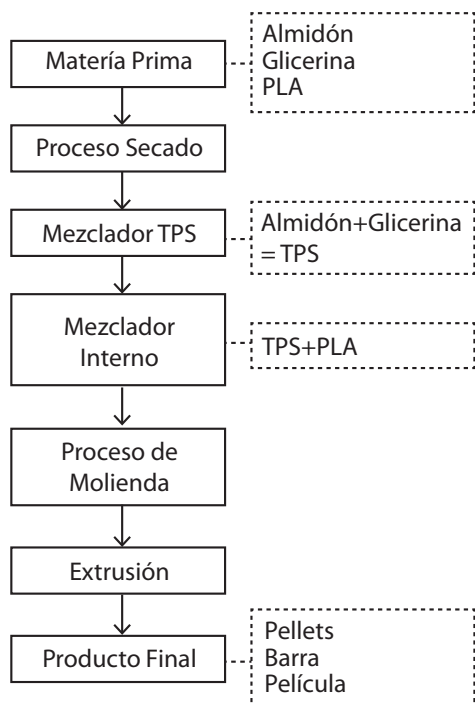 Matería Prima
Almidón
Glicerina
PLA
Proceso Secado
Mezclador TPS
Almidón+Glicerina
= TPS
Mezclador
Interno
TPS+PLA
Proceso de
Molienda
Extrusión
Producto Final
Pellets
Barra
Película